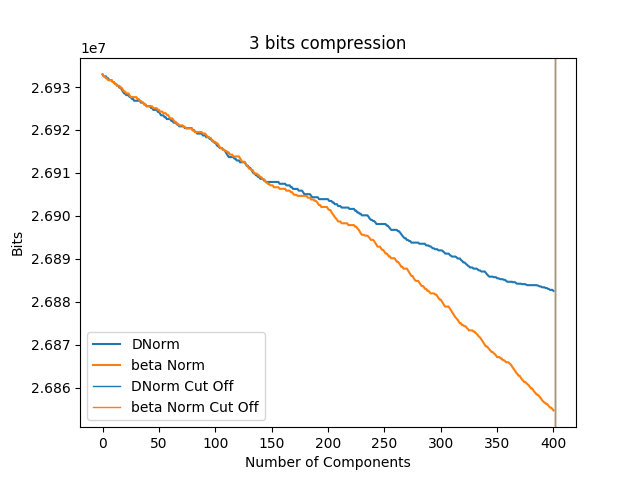 3 bits compression
1e7
2.693
2.692
2.691
2.690
2.689
2.688
2.687
2.686
Bits
DNorm
beta Norm
DNorm Cut Off
beta Norm Cut Off
0 50 100 150 200 250 300 350 400
Number of Components